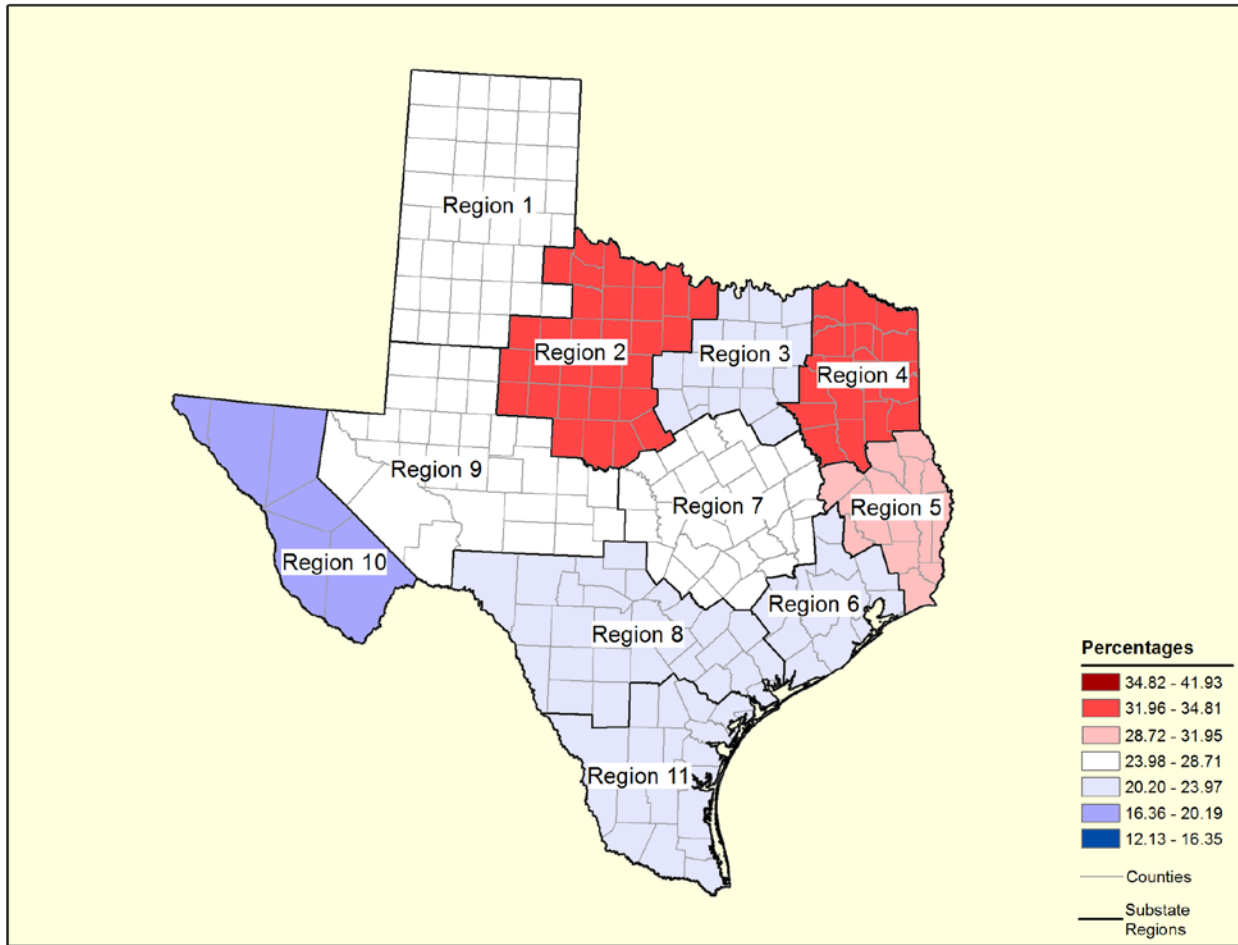 Region 1
Region 2
Region 3
Region 4
Region 9
Region 7
Region 5
Region 10
Region 6
Region 8
Region 11
Percentages
34.82 - 41.93
31.96 - 34.81
28.72 - 31.95
23.98 - 28.71
20.20 - 23.97
16.36 - 20.19
12.13 - 16.35
Counties
Substate
Regions